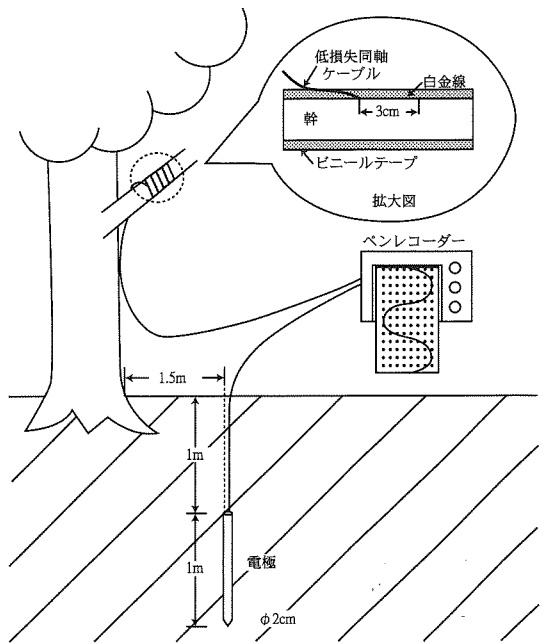 低損失同軸
ケーブル
白金線
3cm
幹
ビニールテープ
拡大図
ペンレコーダー
1.5m
1m
1m
電極
φ2cm